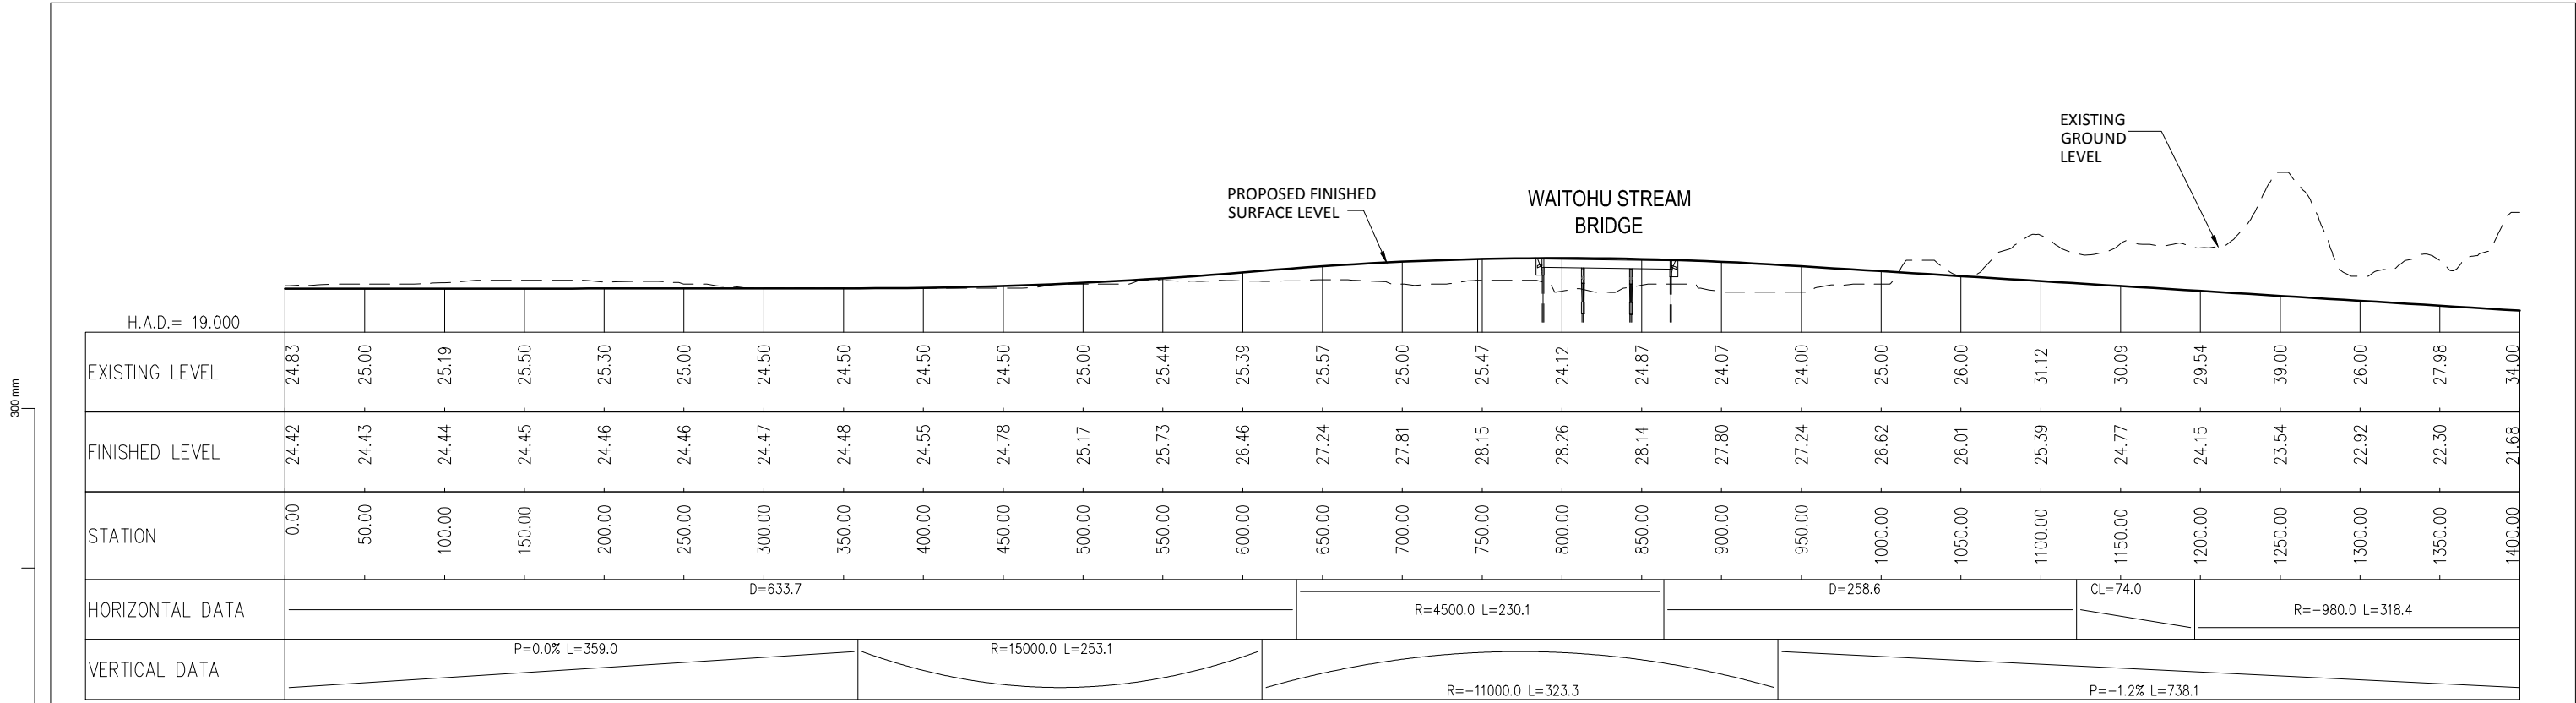 EXISTING
GROUND
LEVEL
PROPOSED FINISHED
SURFACE LEVEL
WAITOHU STREAM
BRIDGE
H.A.D.= 19.000
EXISTING LEVEL 24.83 25.00 25.19 25.50 25.30 25.00 24.50 24.50 24.50 24.50 25.00 25.44 25.39 25.57 25.00 25.47 24.12 24.87 24.07 24.00 25.00 26.00 31.12 30.09 29.54 39.00 26.00 27.98 34.00
300 mm
FINISHED LEVEL 24.42 24.43 24.44 24.45 24.46 24.46 24.47 24.48 24.55 24.78 25.17 25.73 26.46 27.24 27.81 28.15 28.26 28.14 27.80 27.24 26.62 26.01 25.39 24.77 24.15 23.54 22.92 22.30 21.68
STATION 0.00 50.00 100.00 150.00 200.00 250.00 300.00 350.00 400.00 450.00 500.00 550.00 600.00 650.00 700.00 750.00 800.00 850.00 900.00 950.00 1000.00 1050.00 1100.00 1150.00 1200.00 1250.00 1300.00 1350.00 1400.00
HORIZONTAL DATA D=633.7 R=4500.0 L=230.1 D=258.6 CL=74.0 R=-980.0 L=318.4
VERTICAL DATA P=0.0% L=359.0 R=15000.0 L=253.1 R=-11000.0 L=323.3 P=-1.2% L=738.1